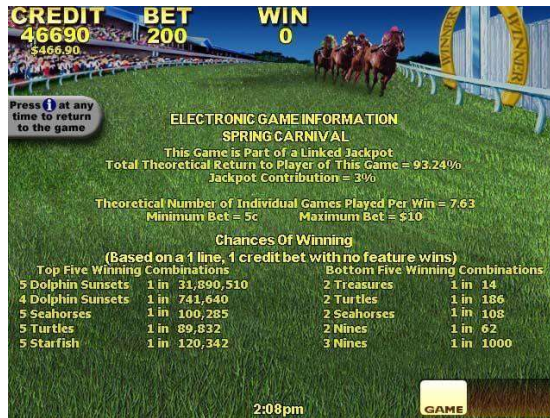 CREDIT BET WIN
46690 200 0
$466.90
WINNER
WINNER
Press i at any
time to return
to the game
ELECTRONIC GAME INFORMATION
SPRING CARNIVAL
This Game is Part of a Linked Jackpot
Total Theoretical Return to Player of This Game = 93.24%
Jackpot Contribution = 3%
Theoretical Number of Individual Games Played Per Win = 7.63
Minimum Bet = 5c Maximum Bet = $10
Chances Of Winning
(Based on a 1 line, 1 credit bet with no feature wins)
Top Five Winning Combinations Bottom Five Winning Combinations
5 Dolphin Sunsets 1 in 31,890,510 2 Treasures 1 in 14
4 Dolphin Sunsets 1 in 741,640 2 Turtles 1 in 186
5 Seahorses 1 in 100,285 2 Seahorses 1 in 108
5 Turtles 1 in 89,832 2 Nines 1 in 62
5 Starfish 1 in 120,342 3 Nines 1 in 1000
2:08pm
GAME